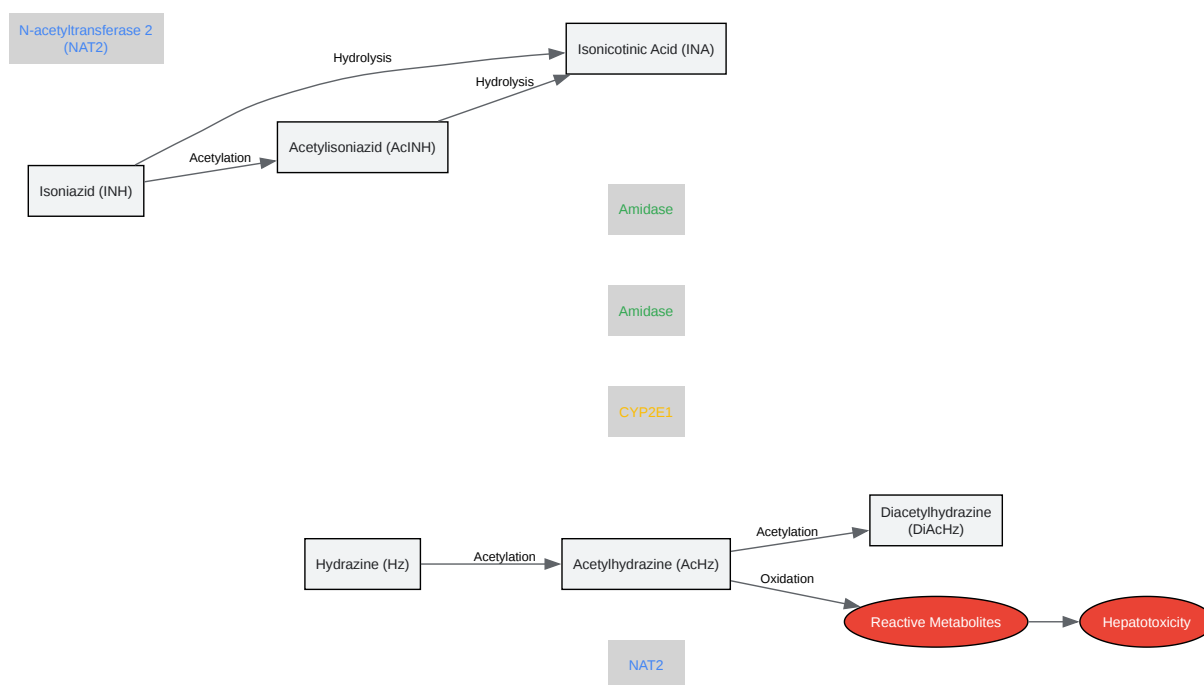 N-acetyltransferase 2
(NAT2)
Isonicotinic Acid (INA)
Hydrolysis
Hydrolysis
Acetylisoniazid (AcINH)
Acetylation
Isoniazid (INH)
Amidase
Amidase
CYP2E1
Diacetylhydrazine
(DiAcHz)
Acetylation
Hydrazine (Hz)
Acetylation
Acetylhydrazine (AcHz)
Oxidation
Reactive Metabolites
Hepatotoxicity
NAT2